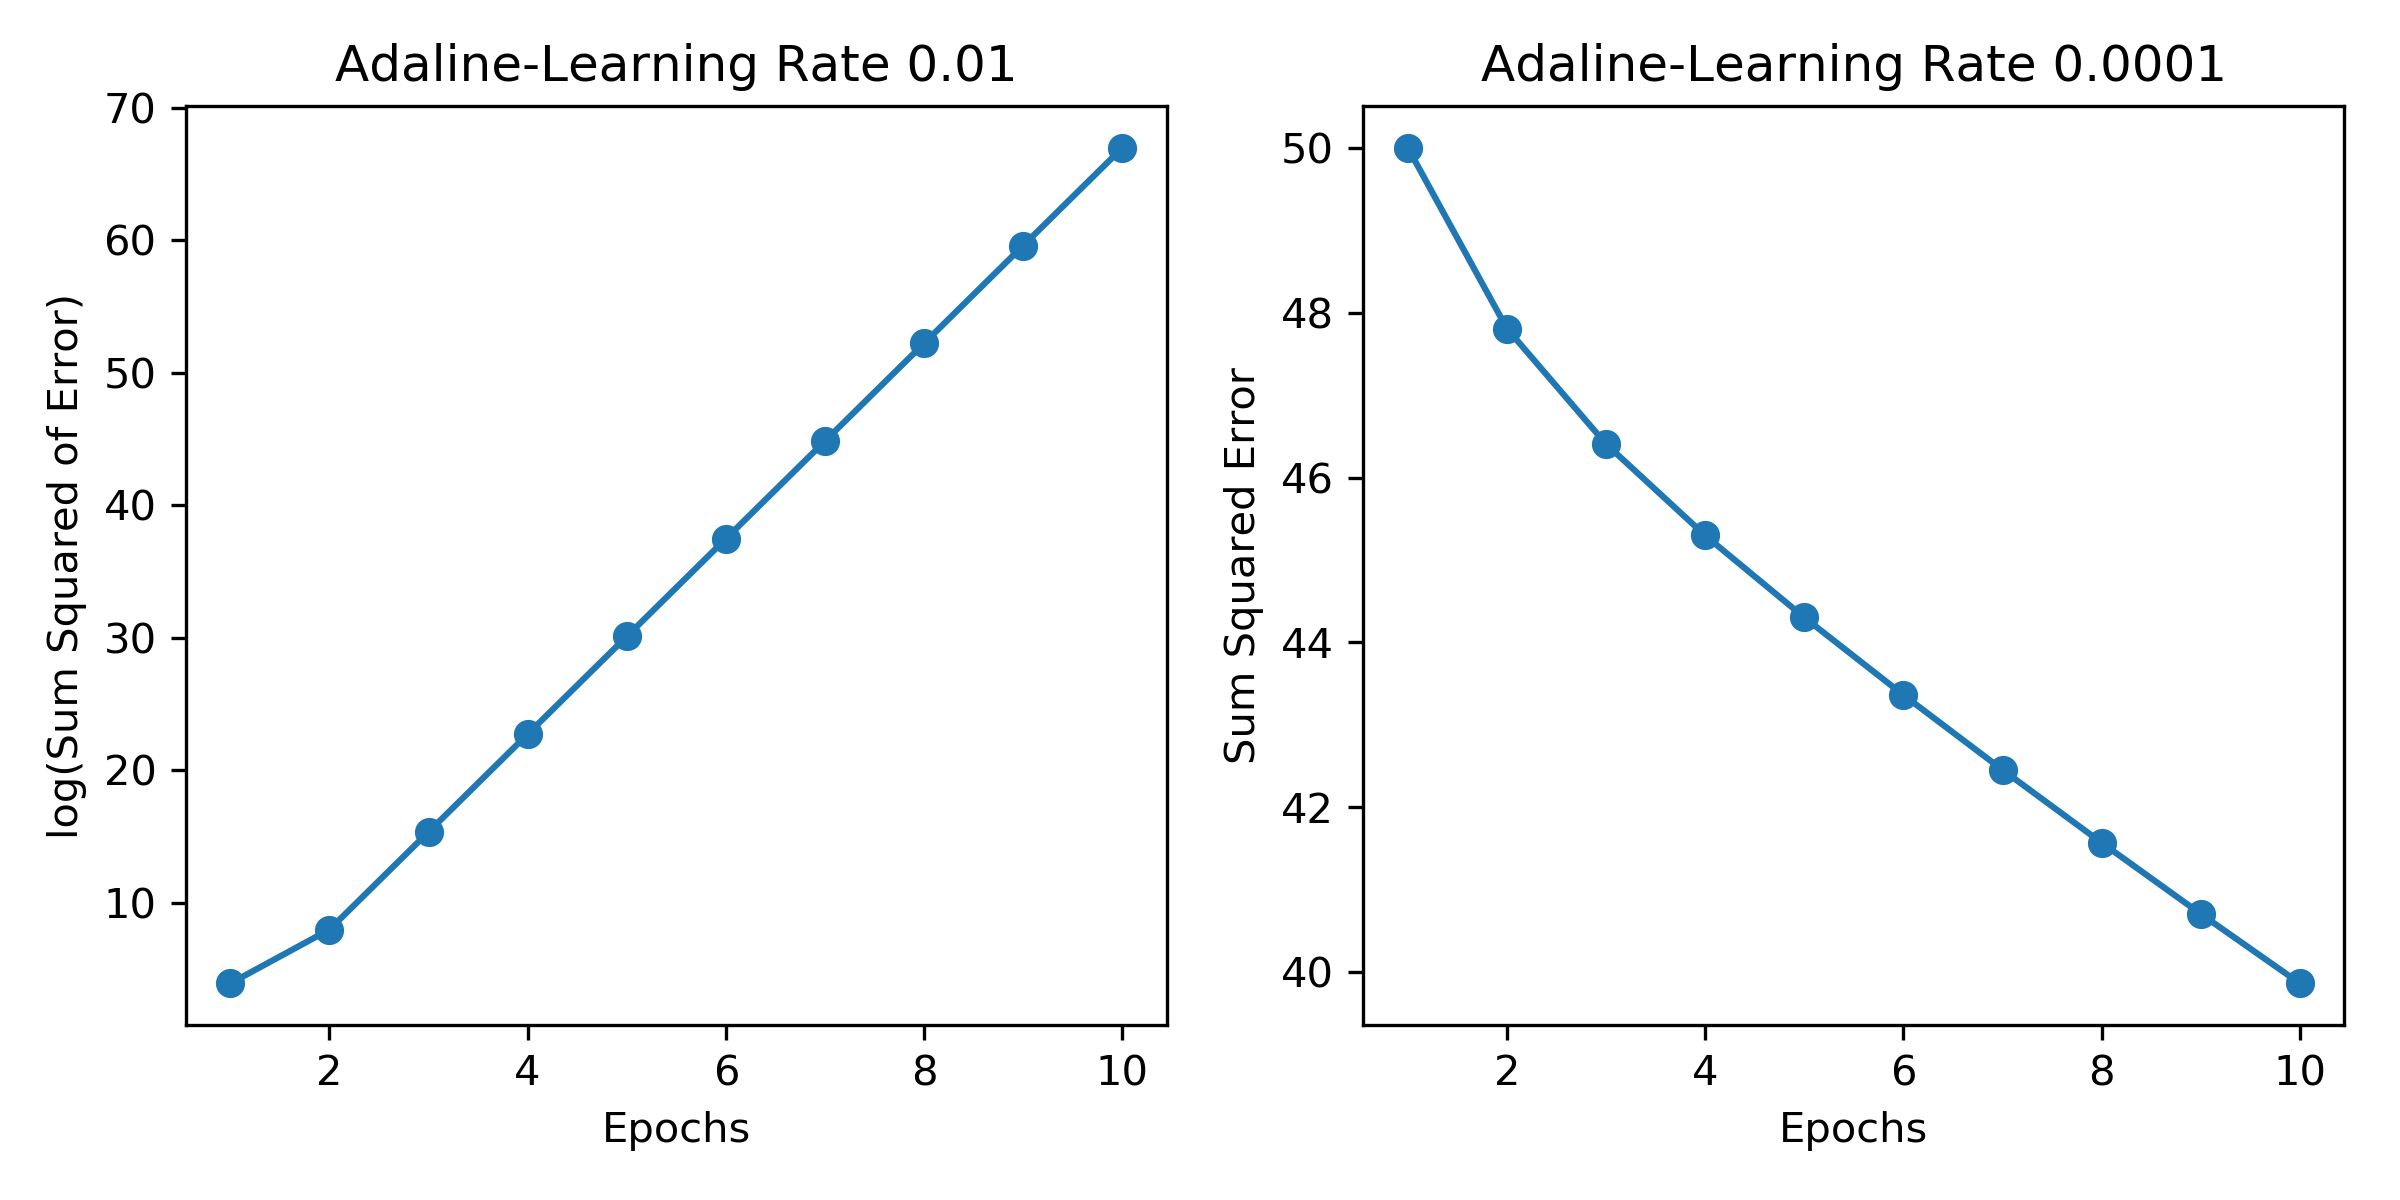 Adaline-Learning Rate 0.01
70
60
50
40
30
20
10
log(Sum Squared of Error)
2 4 6 8 10
Epochs
Adaline-Learning Rate 0.0001
50
48
46
44
42
40
Sum Squared Error
2 4 6 8 10
Epochs